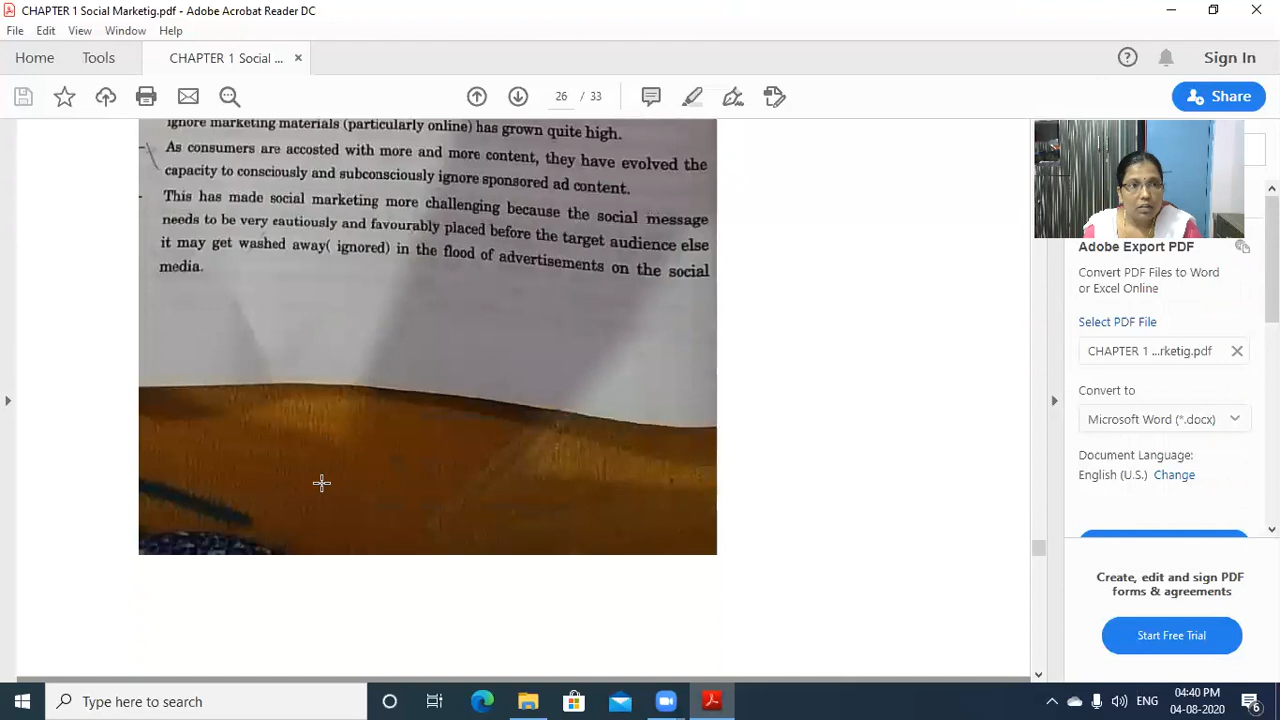 CHAPTER 1 Social Marketig.pdf - Adobe Acrobat Reader DC
File Edit View Window Help
Home Tools CHAPTER 1 Social ... × Sign In
26 / 33 Share
ignore marketing materials (particularly online) has grown quite high.
As consumers are accosted with more and more content, they have evolved the
capacity to consciously and subconsciously ignore sponsored ad content.
This has made social marketing more challenging because the social message
needs to be very cautiously and favourably placed before the target audience else
it may get washed away( ignored) in the flood of advertisements on the social
media.
Adobe Export PDF
Convert PDF Files to Word
or Excel Online
Select PDF File
CHAPTER 1 ...rketig.pdf
Convert to
Microsoft Word (*.docx)
Document Language:
English (U.S.) Change
Create, edit and sign PDF
forms & agreements
Start Free Trial
Type here to search
ENG
04:40 PM
04-08-2020
6